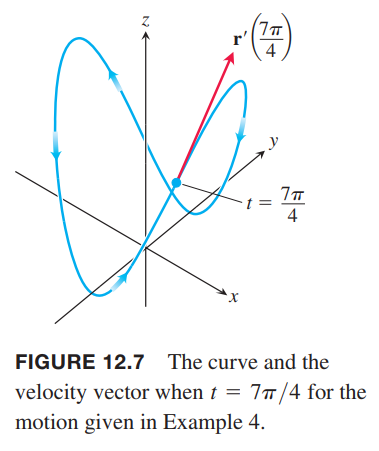 z
r′(7π/4)
y
t = 7π/4
x
FIGURE 12.7 The curve and the
velocity vector when t = 7π/4 for the
motion given in Example 4.